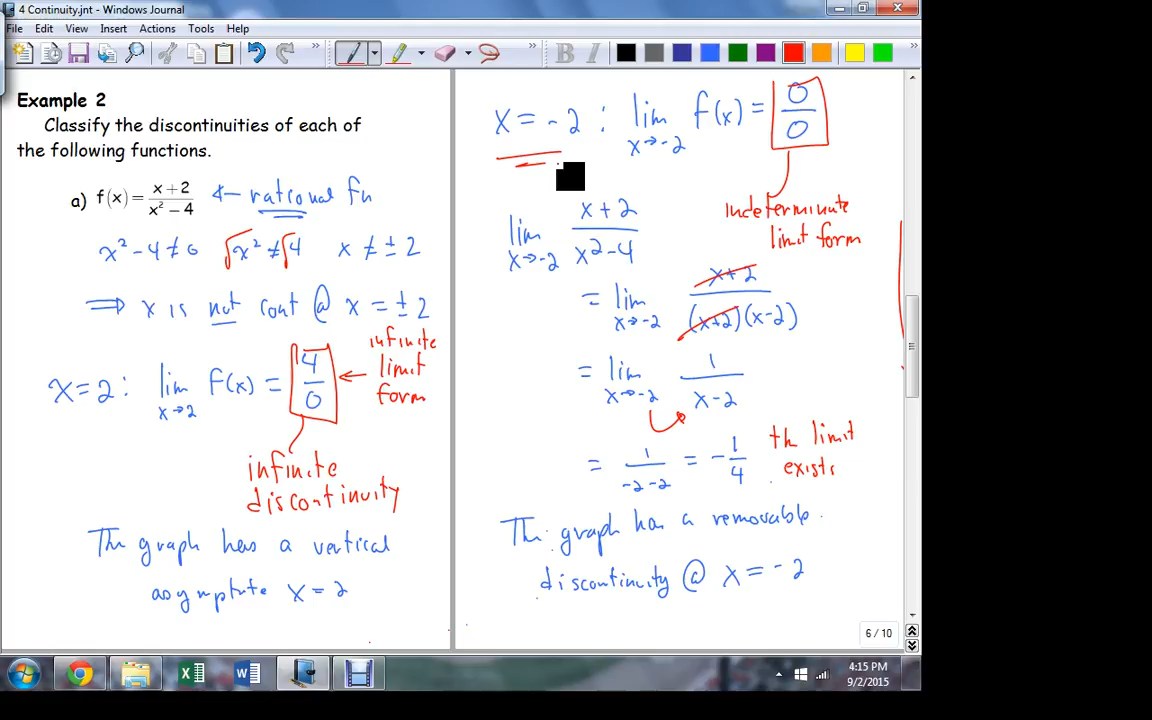 4 Continuity.jnt - Windows Journal
File Edit View Insert Actions Tools Help
Example 2
Classify the discontinuities of each of
the following functions.
a) f(x) = (x+2)/(x² − 4) ← rational fn
x² - 4 ≠ 0 √x² ≠ √4 x ≠ ± 2
⟹ x is not cont @ x = ± 2
x = 2 : lim x→2 f(x) = 4/0 ← infinite
limit
form
infinite
discontinuity
The graph has a vertical
asymptote x = 2
x = -2 : lim x→-2 f(x) = 0/0
indeterminate
limit form
lim x→-2 (x+2)/(x²-4)
= lim x→-2 (x+2)/((x+2)(x-2))
= lim x→-2 1/(x-2)
= 1/(-2-2) = -1/4 th limit
exists
The graph has a removable
discontinuity @ x = -2
6 / 10
4:15 PM
9/2/2015